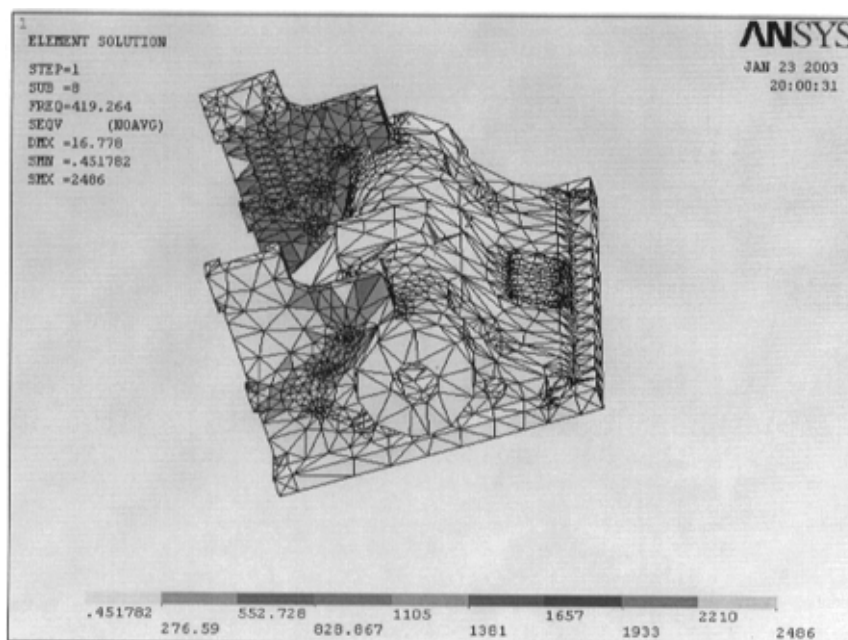 1
ELEMENT SOLUTION
STEP=1
SUB =8
FREQ=419.264
SEQV (NOAVG)
DMX =16.778
SMN =.451782
SMX =2486
ANSYS
JAN 23 2003
20:00:31
.451782 552.728 1105 1657 2210
276.59 828.867 1381 1933 2486